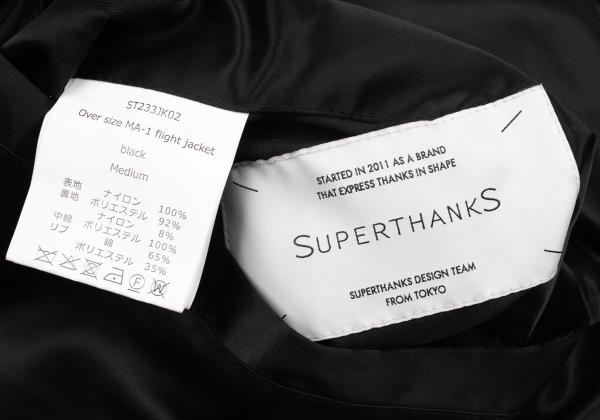 ST233JK02
Over size MA-1 flight jacket
black
Medium
表地 ナイロン 100%
裏地 ポリエステル 92%
ナイロン 8%
中綿 ポリエステル 100%
リブ 綿 65%
ポリエステル 35%
STARTED IN 2011 AS A BRAND
THAT EXPRESS THANKS IN SHAPE
SUPERTHANKS
SUPERTHANKS DESIGN TEAM
FROM TOKYO